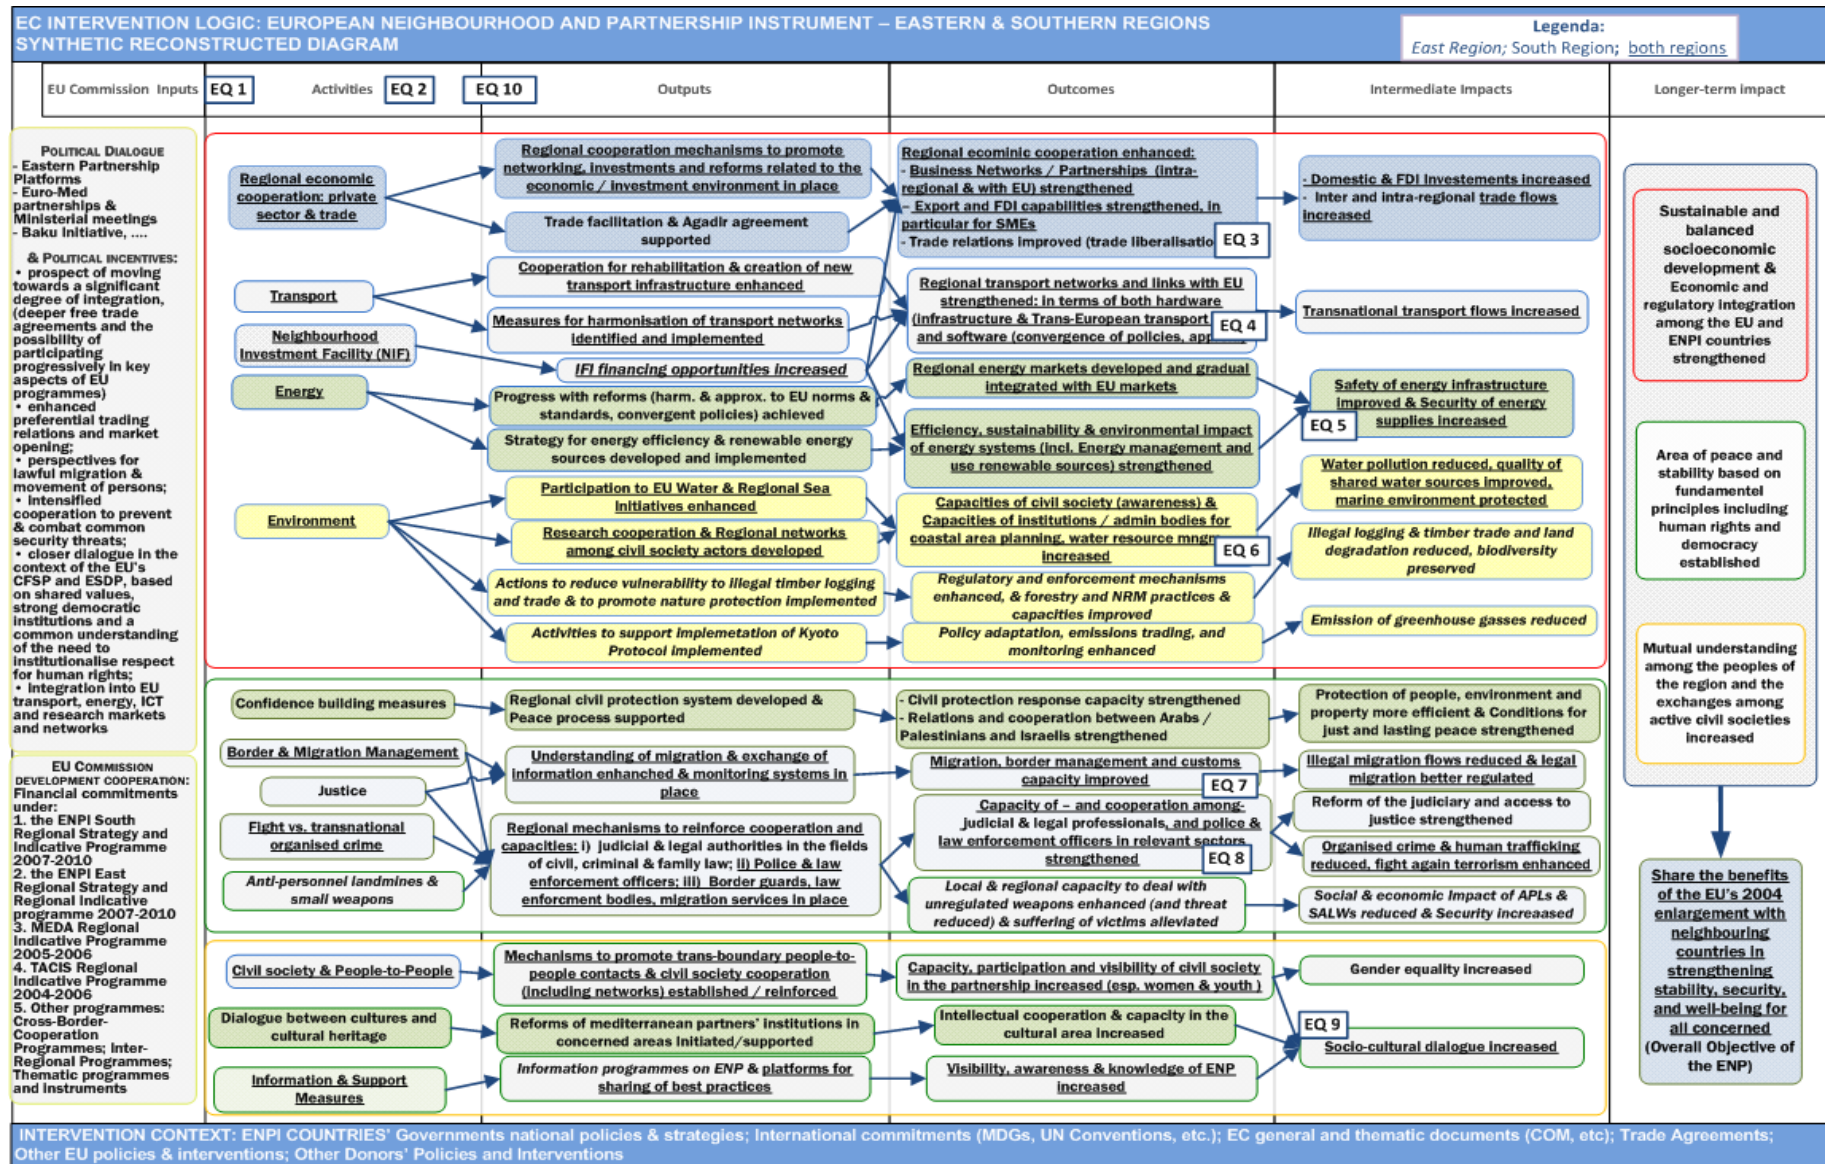 EC INTERVENTION LOGIC: EUROPEAN NEIGHBOURHOOD AND PARTNERSHIP INSTRUMENT – EASTERN & SOUTHERN REGIONS
SYNTHETIC RECONSTRUCTED DIAGRAM
Legenda:
East Region; South Region; both regions
EU Commission Inputs
EQ 1
Activities
EQ 2
EQ 10
Outputs
Outcomes
Intermediate Impacts
Longer-term impact
POLITICAL DIALOGUE
- Eastern Partnership
Platforms
- Euro-Med
partnerships &
Ministerial meetings
- Baku Initiative, ....
& POLITICAL INCENTIVES:
• prospect of moving
towards a significant
degree of integration,
(deeper free trade
agreements and the
possibility of
participating
progressively in key
aspects of EU
programmes)
• enhanced
preferential trading
relations and market
opening;
• perspectives for
lawful migration &
movement of persons;
• Intensified
cooperation to prevent
& combat common
security threats;
• closer dialogue in the
context of the EU's
CFSP and ESDP, based
on shared values,
strong democratic
institutions and a
common understanding
of the need to
institutionalise respect
for human rights;
• Integration into EU
transport, energy, ICT
and research markets
and networks
EU COMMISSION
DEVELOPMENT COOPERATION:
Financial commitments
under:
1. the ENPI South
Regional Strategy and
Indicative Programme
2007-2010
2. the ENPI East
Regional Strategy and
Regional Indicative
programme 2007-2010
3. MEDA Regional
Indicative Programme
2005-2006
4. TACIS Regional
Indicative Programme
2004-2006
5. Other programmes:
Cross-Border-
Cooperation
Programmes; Inter-
Regional Programmes;
Thematic programmes
and Instruments
Regional economic
cooperation: private
sector & trade
Regional cooperation mechanisms to promote
networking, investments and reforms related to the
economic / investment environment in place
Trade facilitation & Agadir agreement
supported
Regional ecominic cooperation enhanced:
- Business Networks / Partnerships (intra-
regional & with EU) strengthened
– Export and FDI capabilities strengthened, in
particular for SMEs
- Trade relations improved (trade liberalisatio
EQ 3
- Domestic & FDI Investements increased
- Inter and intra-regional trade flows
increased
Transport
Cooperation for rehabilitation & creation of new
transport infrastructure enhanced
Measures for harmonisation of transport networks
identified and implemented
Regional transport networks and links with EU
strengthened: in terms of both hardware
(infrastructure & Trans-European transport
and software (convergence of policies,
EQ 4
Transnational transport flows increased
Neighbourhood
Investment Facility (NIF)
IFI financing opportunities increased
Energy
Progress with reforms (harm. & approx. to EU norms &
standards, convergent policies) achieved
Strategy for energy efficiency & renewable energy
sources developed and implemented
Regional energy markets developed and gradual
integrated with EU markets
Efficiency, sustainability & environmental impact
of energy systems (incl. Energy management and
use renewable sources) strengthened
Safety of energy infrastructure
improved & Security of energy
supplies increased
EQ 5
Environment
Participation to EU Water & Regional Sea
Initiatives enhanced
Research cooperation & Regional networks
among civil society actors developed
Actions to reduce vulnerability to illegal timber logging
and trade & to promote nature protection implemented
Activities to support Implemetation of Kyoto
Protocol implemented
Capacities of civil society (awareness) &
Capacities of institutions / admin bodies for
coastal area planning, water resource mngm
increased
EQ 6
Regulatory and enforcement mechanisms
enhanced, & forestry and NRM practices &
capacities improved
Policy adaptation, emissions trading, and
monitoring enhanced
Water pollution reduced, quality of
shared water sources improved,
marine environment protected
Illegal logging & timber trade and land
degradation reduced, biodiversity
preserved
Emission of greenhouse gasses reduced
Confidence building measures
Regional civil protection system developed &
Peace process supported
- Civil protection response capacity strengthened
- Relations and cooperation between Arabs /
Palestinians and Israelis strengthened
Protection of people, environment and
property more efficient & Conditions for
just and lasting peace strengthened
Border & Migration Management
Justice
Fight vs. transnational
organised crime
Anti-personnel landmines &
small weapons
Understanding of migration & exchange of
information enhanched & monitoring systems in
place
Regional mechanisms to reinforce cooperation and
capacities: i) judicial & legal authorities in the fields
of civil, criminal & family law; ii) Police & law
enforcement officers; iii) Border guards, law
enforcment bodies, migration services in place
Migration, border management and customs
capacity improved
EQ 7
Capacity of – and cooperation among-
judicial & legal professionals, and police &
law enforcement officers in relevant sectors
strengthened
EQ 8
Local & regional capacity to deal with
unregulated weapons enhanced (and threat
reduced) & suffering of victims alleviated
Illegal migration flows reduced & legal
migration better regulated
Reform of the judiciary and access to
justice strengthened
Organised crime & human trafficking
reduced, fight again terrorism enhanced
Social & economic Impact of APLs &
SALWs reduced & Security increaased
Civil society & People-to-People
Mechanisms to promote trans-boundary people-to-
people contacts & civil society cooperation
(including networks) established / reinforced
Capacity, participation and visibility of civil society
in the partnership increased (esp. women & youth )
Gender equality increased
Dialogue between cultures and
cultural heritage
Reforms of mediterranean partners' institutions in
concerned areas Initiated/supported
Intellectual cooperation & capacity in the
cultural area increased
EQ 9
Socio-cultural dialogue increased
Information & Support
Measures
Information programmes on ENP & platforms for
sharing of best practices
Visibility, awareness & knowledge of ENP
increased
Sustainable and
balanced
socioeconomic
development &
Economic and
regulatory integration
among the EU and
ENPI countries
strengthened
Area of peace and
stability based on
fundamentel
principles including
human rights and
democracy
established
Mutual understanding
among the peoples of
the region and the
exchanges among
active civil societies
increased
Share the benefits
of the EU's 2004
enlargement with
neighbouring
countries in
strengthening
stability, security,
and well-being for
all concerned
(Overall Objective of
the ENP)
INTERVENTION CONTEXT: ENPI COUNTRIES' Governments national policies & strategies; International commitments (MDGs, UN Conventions, etc.); EC general and thematic documents (COM, etc); Trade Agreements;
Other EU policies & interventions; Other Donors' Policies and Interventions